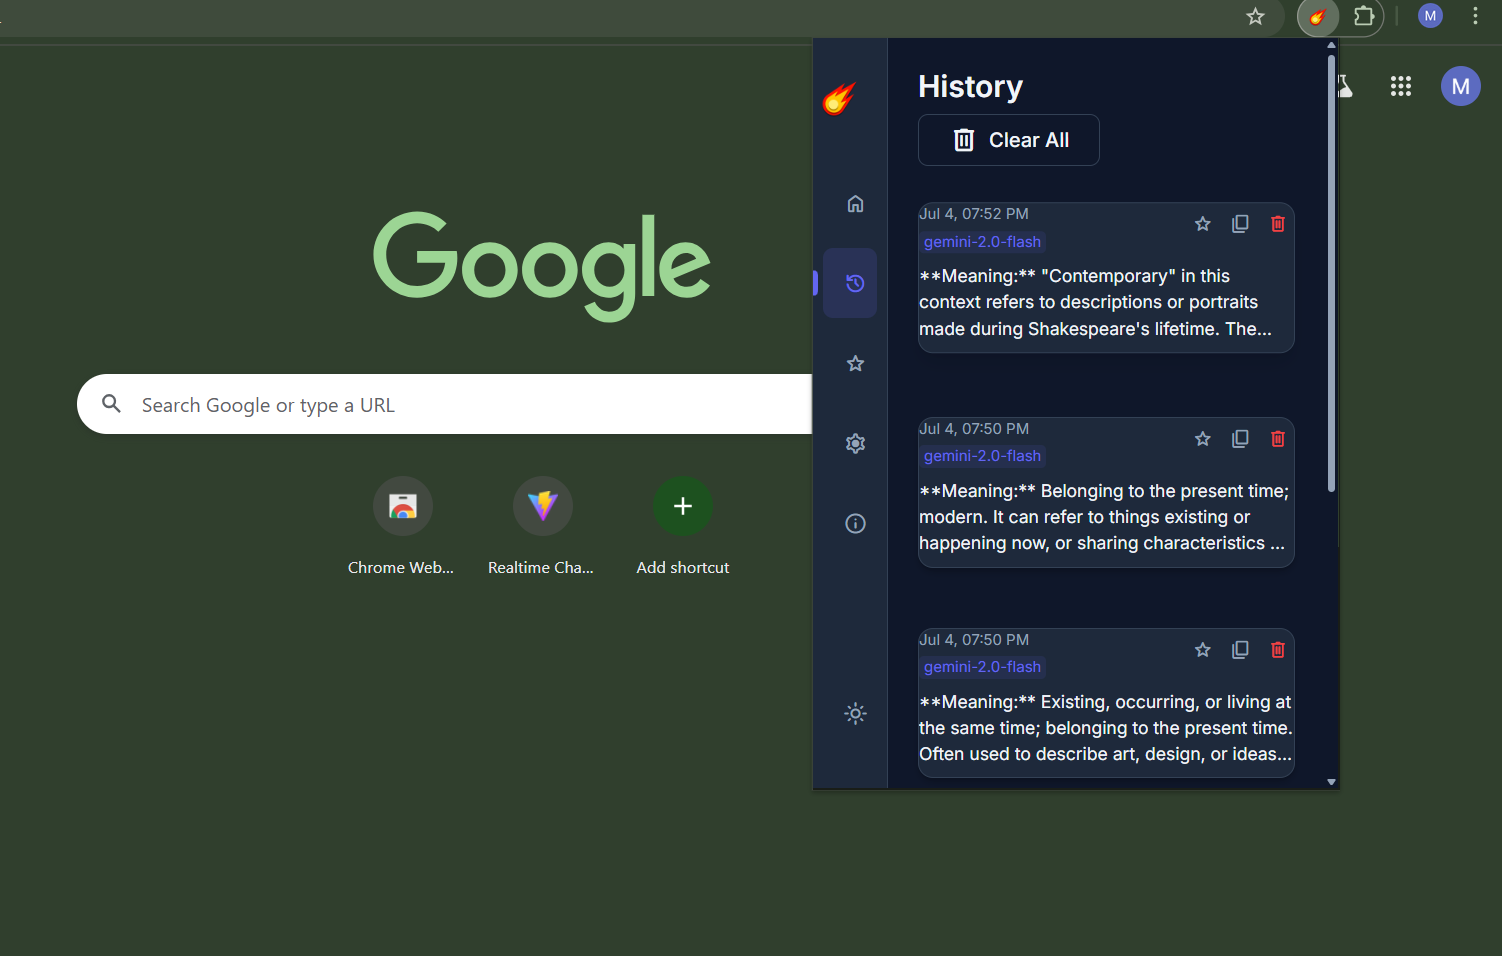 M
History
M
Clear All
Google
Jul 4, 07:52 PM
gemini-2.0-flash
**Meaning:** "Contemporary" in this
context refers to descriptions or portraits
made during Shakespeare's lifetime. The...
Search Google or type a URL
Jul 4, 07:50 PM
gemini-2.0-flash
**Meaning:** Belonging to the present time;
modern. It can refer to things existing or
happening now, or sharing characteristics ...
Chrome Web...
Realtime Cha...
Add shortcut
Jul 4, 07:50 PM
gemini-2.0-flash
**Meaning:** Existing, occurring, or living at
the same time; belonging to the present time.
Often used to describe art, design, or ideas...